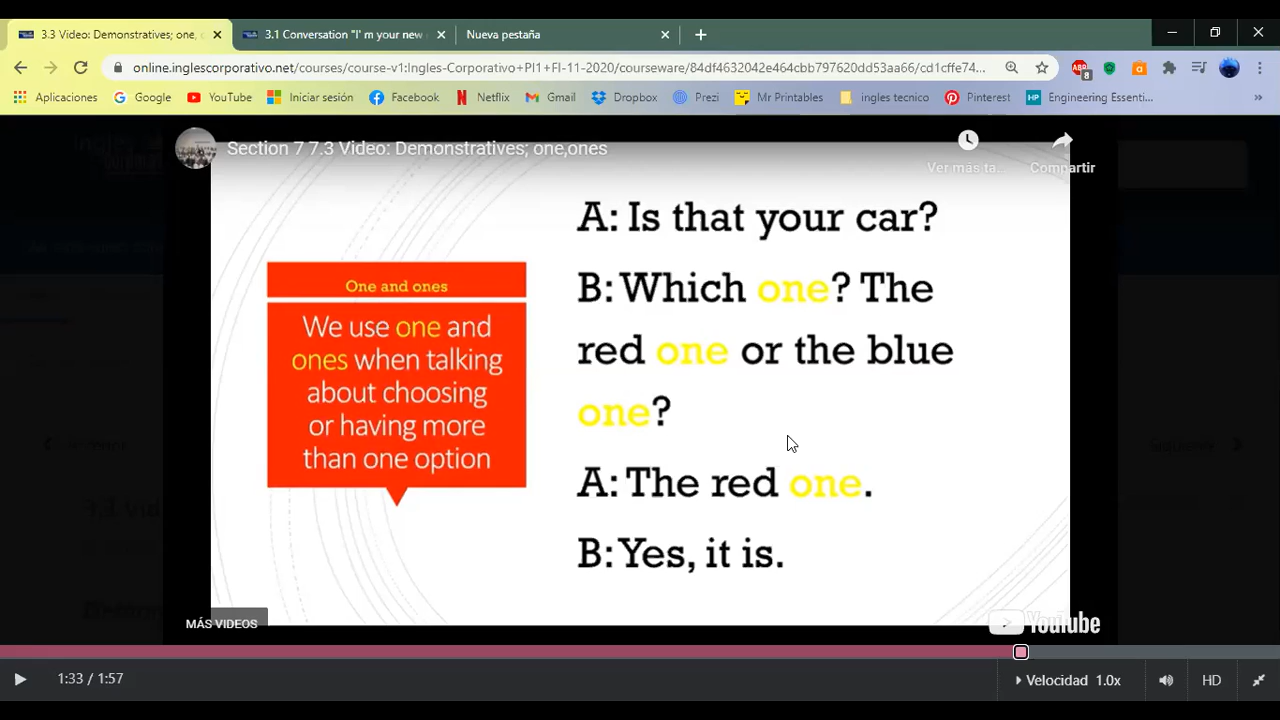 3.3 Video: Demonstratives; one,
3.1 Conversation "I' m your new
Nueva pestaña
online.inglescorporativo.net/courses/course-v1:Ingles-Corporativo+PI1+FI-11-2020/courseware/84df4632042e464cbb797620dd53aa66/cd1cffe74...
Aplicaciones
Google
YouTube
Iniciar sesión
Facebook
Netflix
Gmail
Dropbox
Prezi
Mr Printables
ingles tecnico
Pinterest
Engineering Essenti...
ABP
8
Section 7 7.3 Video: Demonstratives; one,ones
Ver más ta...
Compartir
One and ones
We use one and
ones when talking
about choosing
or having more
than one option
A: Is that your car?
B: Which one? The
red one or the blue
one?
A: The red one.
B: Yes, it is.
MÁS VIDEOS
YouTube
1:33 / 1:57
Velocidad 1.0x
HD